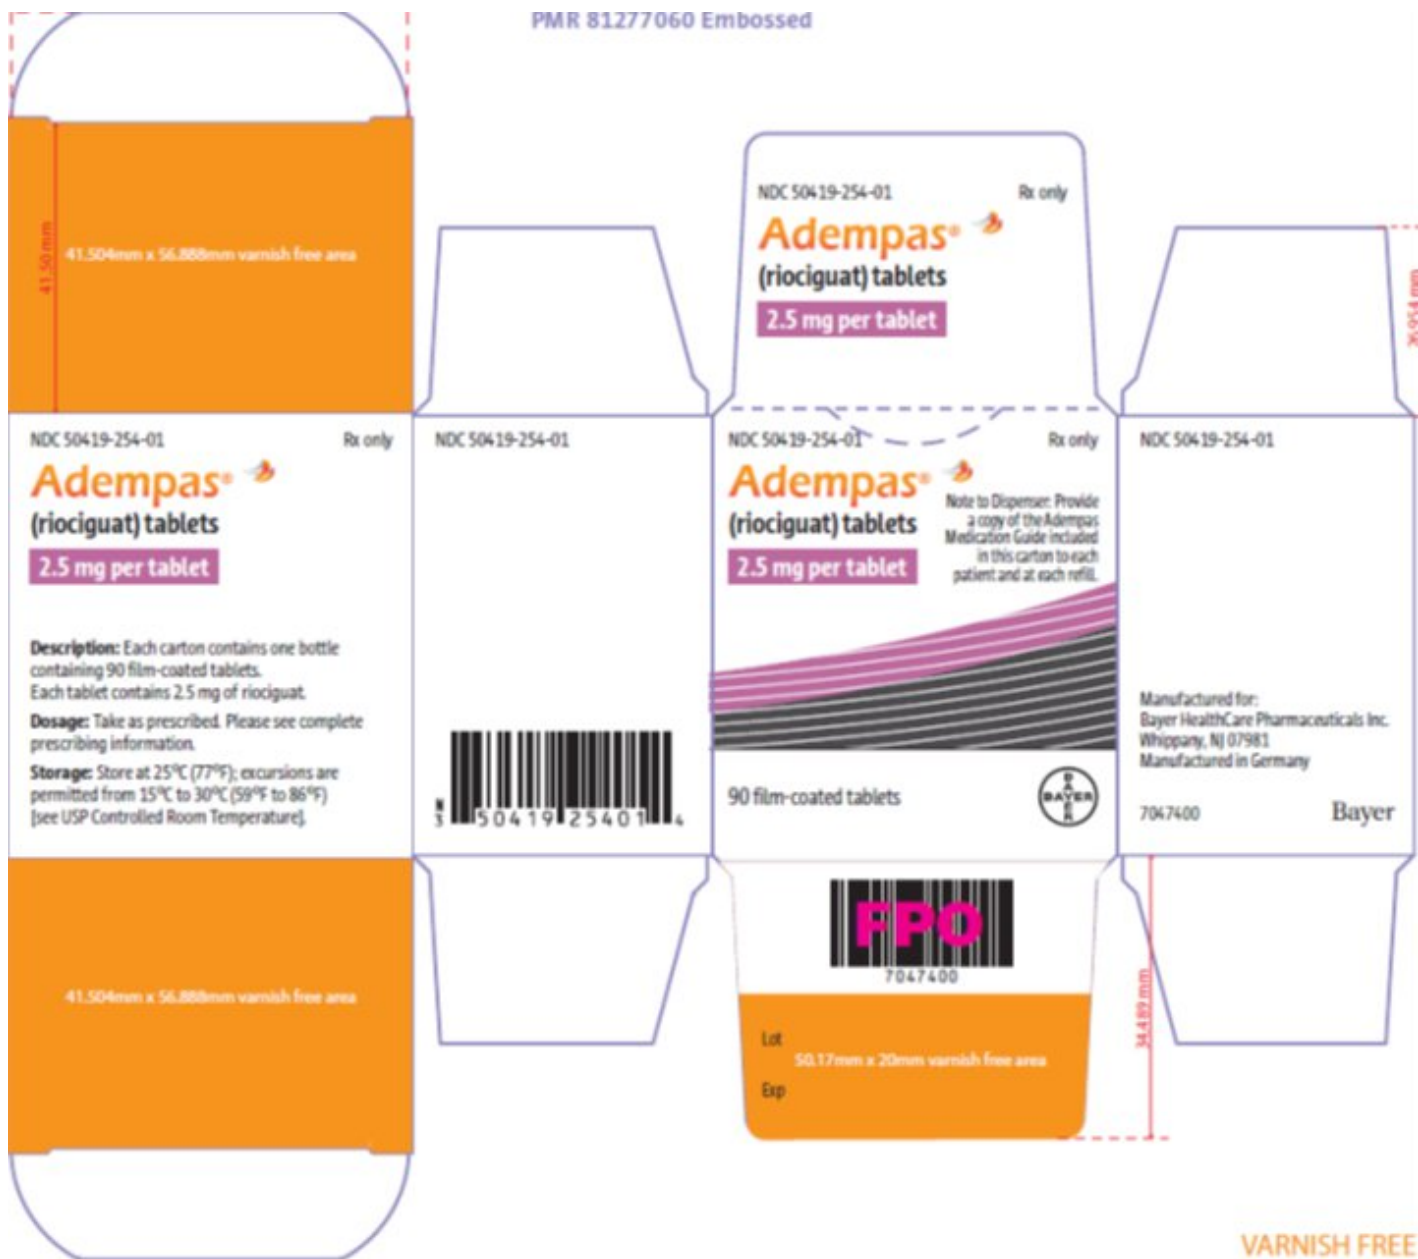 PMR 81277060 Embossed
41.50 mm
41.504mm x 56.888mm varnish free area
NDC 50419-254-01 Rx only
Adempas®
(riociguat) tablets
2.5 mg per tablet
26.954 mm
NDC 50419-254-01 Rx only
Adempas®
(riociguat) tablets
2.5 mg per tablet
Description: Each carton contains one bottle
containing 90 film-coated tablets.
Each tablet contains 2.5 mg of riociguat.
Dosage: Take as prescribed. Please see complete
prescribing information.
Storage: Store at 25°C (77°F); excursions are
permitted from 15°C to 30°C (59°F to 86°F)
[see USP Controlled Room Temperature].
NDC 50419-254-01
N
3 50419 25401 4
NDC 50419-254-01 Rx only
Adempas®
(riociguat) tablets
2.5 mg per tablet
Note to Dispenser: Provide
a copy of the Adempas
Medication Guide included
in this carton to each
patient and at each refill.
90 film-coated tablets
BAYER
BAYER
NDC 50419-254-01
Manufactured for:
Bayer HealthCare Pharmaceuticals Inc.
Whippany, NJ 07981
Manufactured in Germany
7047400 Bayer
41.504mm x 56.888mm varnish free area
FPO
7047400
Lot
50.17mm x 20mm varnish free area
Exp
34.489 mm
VARNISH FREE